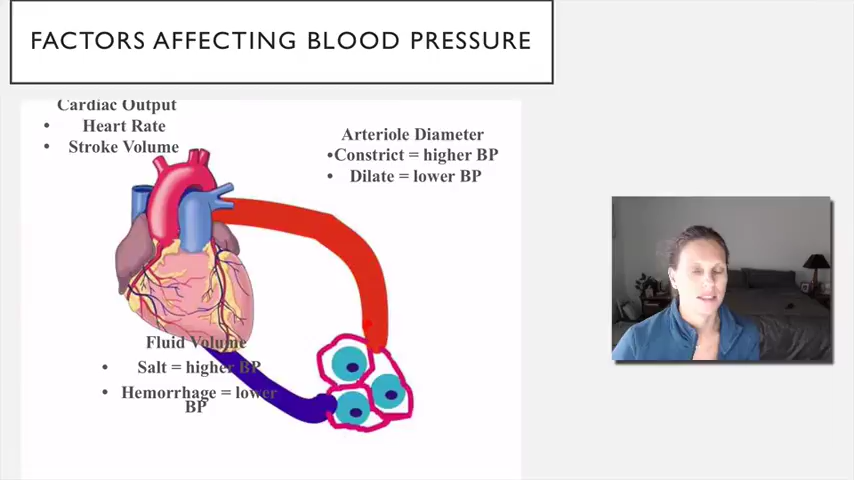 FACTORS AFFECTING BLOOD PRESSURE
Cardiac Output
• Heart Rate
• Stroke Volume
Arteriole Diameter
•Constrict = higher BP
• Dilate = lower BP
Fluid Volume
• Salt = higher BP
• Hemorrhage = lower
BP